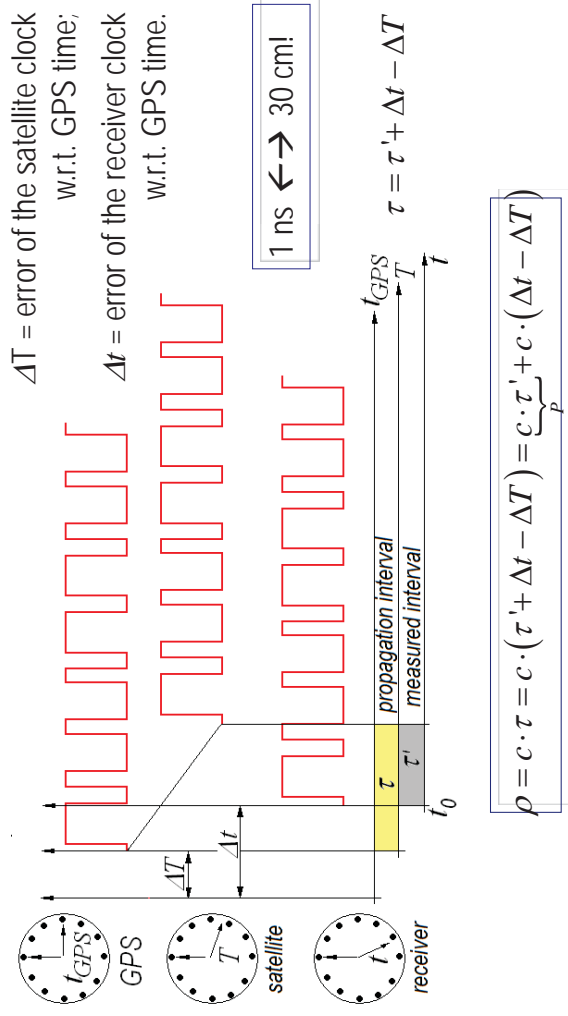 ΔT = error of the satellite clock
w.r.t. GPS time;
Δt = error of the receiver clock
w.r.t. GPS time.
1 ns ←→ 30 cm!
τ = τ' + Δt − ΔT
t_GPS
GPS
T
satellite
t
receiver
ΔT
Δt
t_0
τ
τ'
propagation interval
measured interval
t_GPS
T
t
ρ = c · τ = c · (τ' + Δt − ΔT) = c · τ' + c · (Δt − ΔT)
P